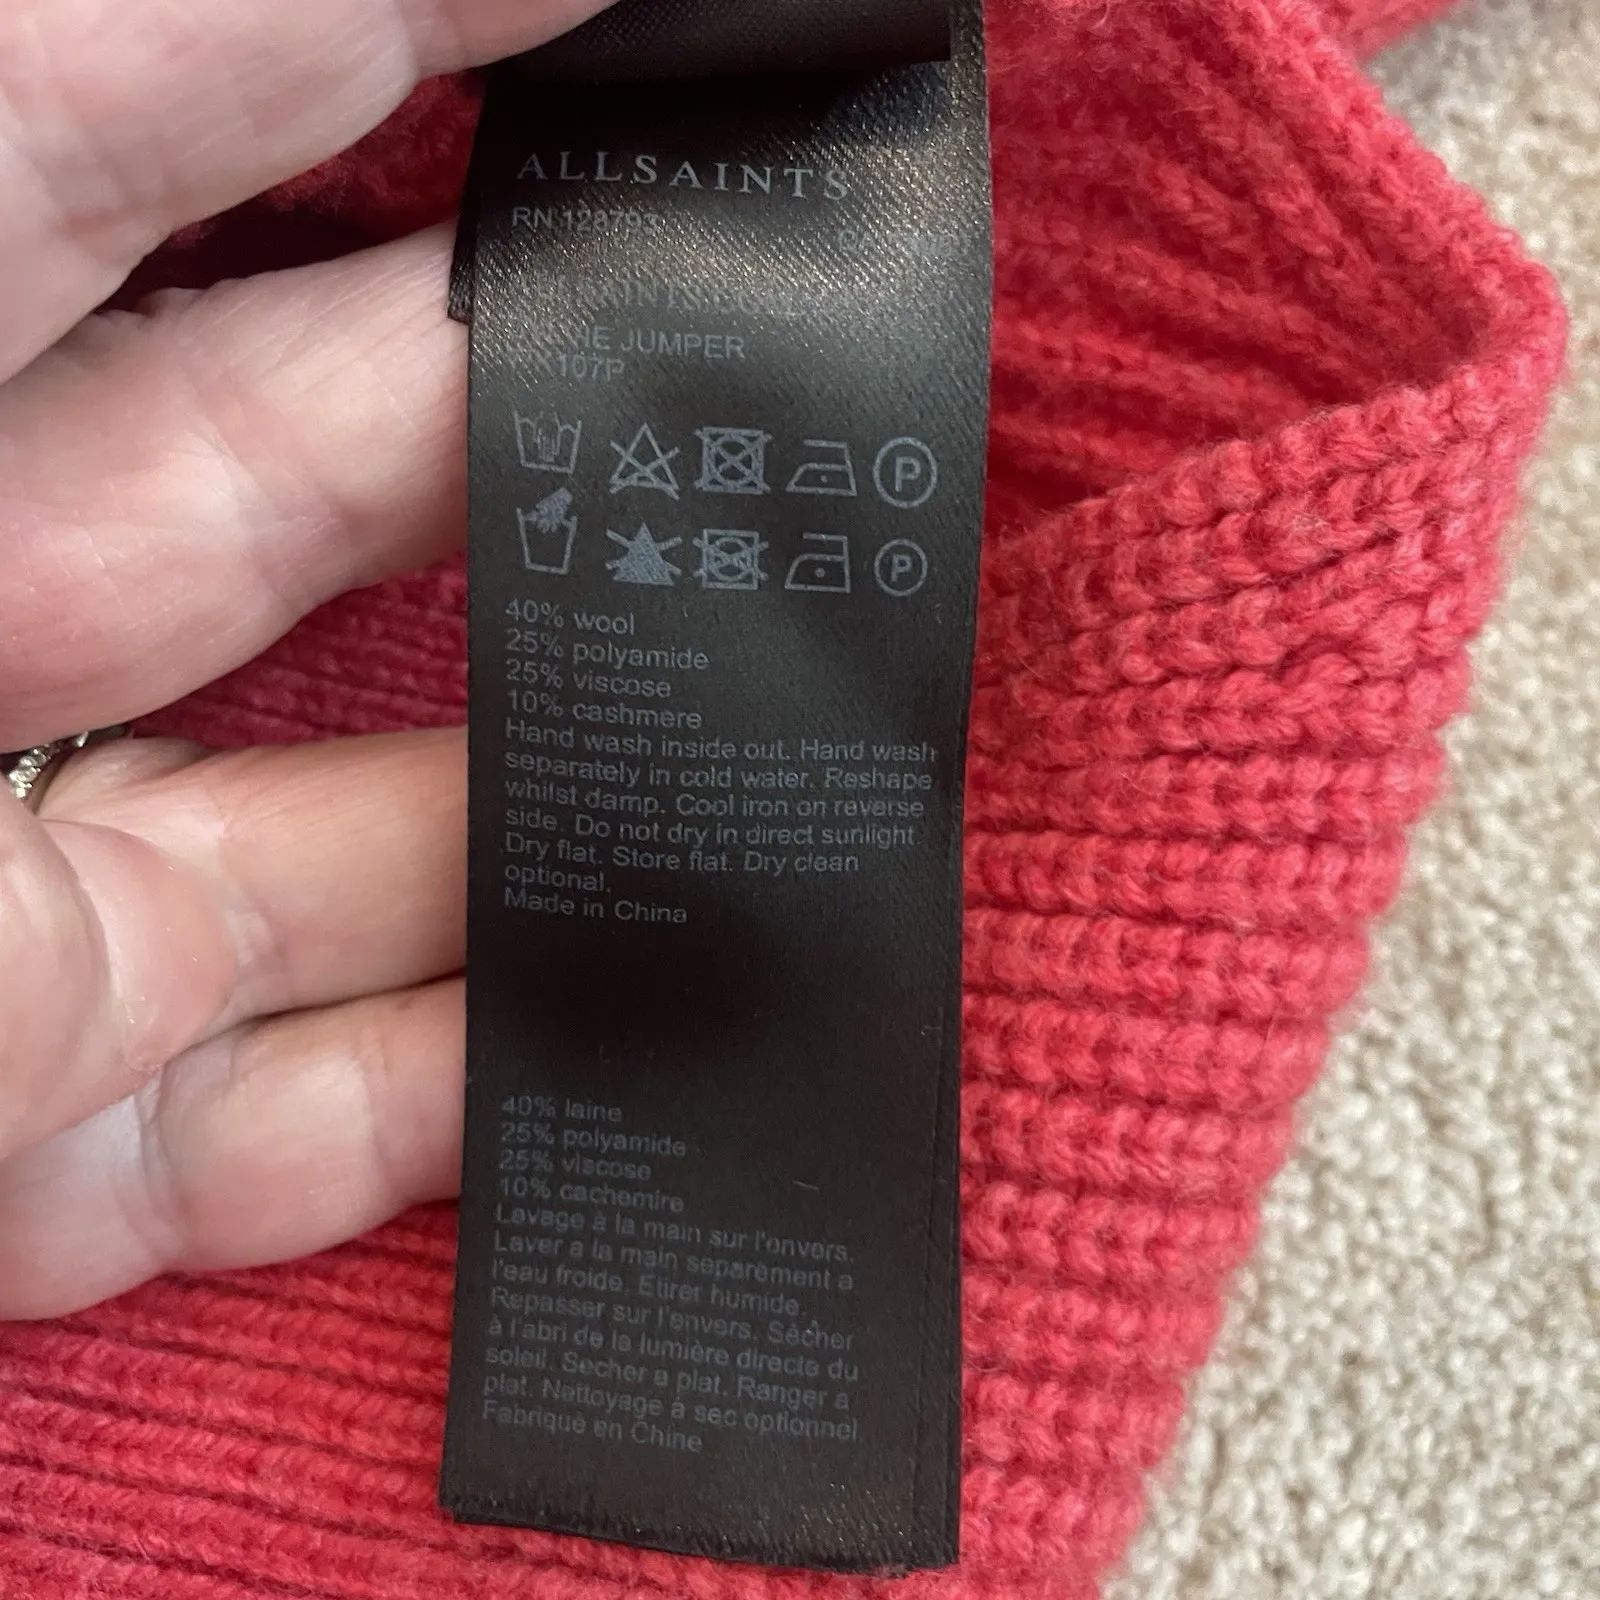 ALLSAINTS
RN 128793
JUMPER
P
P
40% wool
25% polyamide
25% viscose
10% cashmere
Hand wash inside out. Hand wash
separately in cold water. Reshape
whilst damp. Cool iron on reverse
side. Do not dry in direct sunlight.
Dry flat. Store flat. Dry clean
optional.
Made in China
40% laine
25% polyamide
25% viscose
10% cachemire
Lavage à la main sur l'envers.
Laver a la main separement a
l'eau froide. Etirer humide.
Repasser sur l'envers. Sècher
à l'abri de la lumière directe du
soleil. Secher a plat. Ranger a
plat. Nettoyage à sec optionnel
Fabriqué en Chine